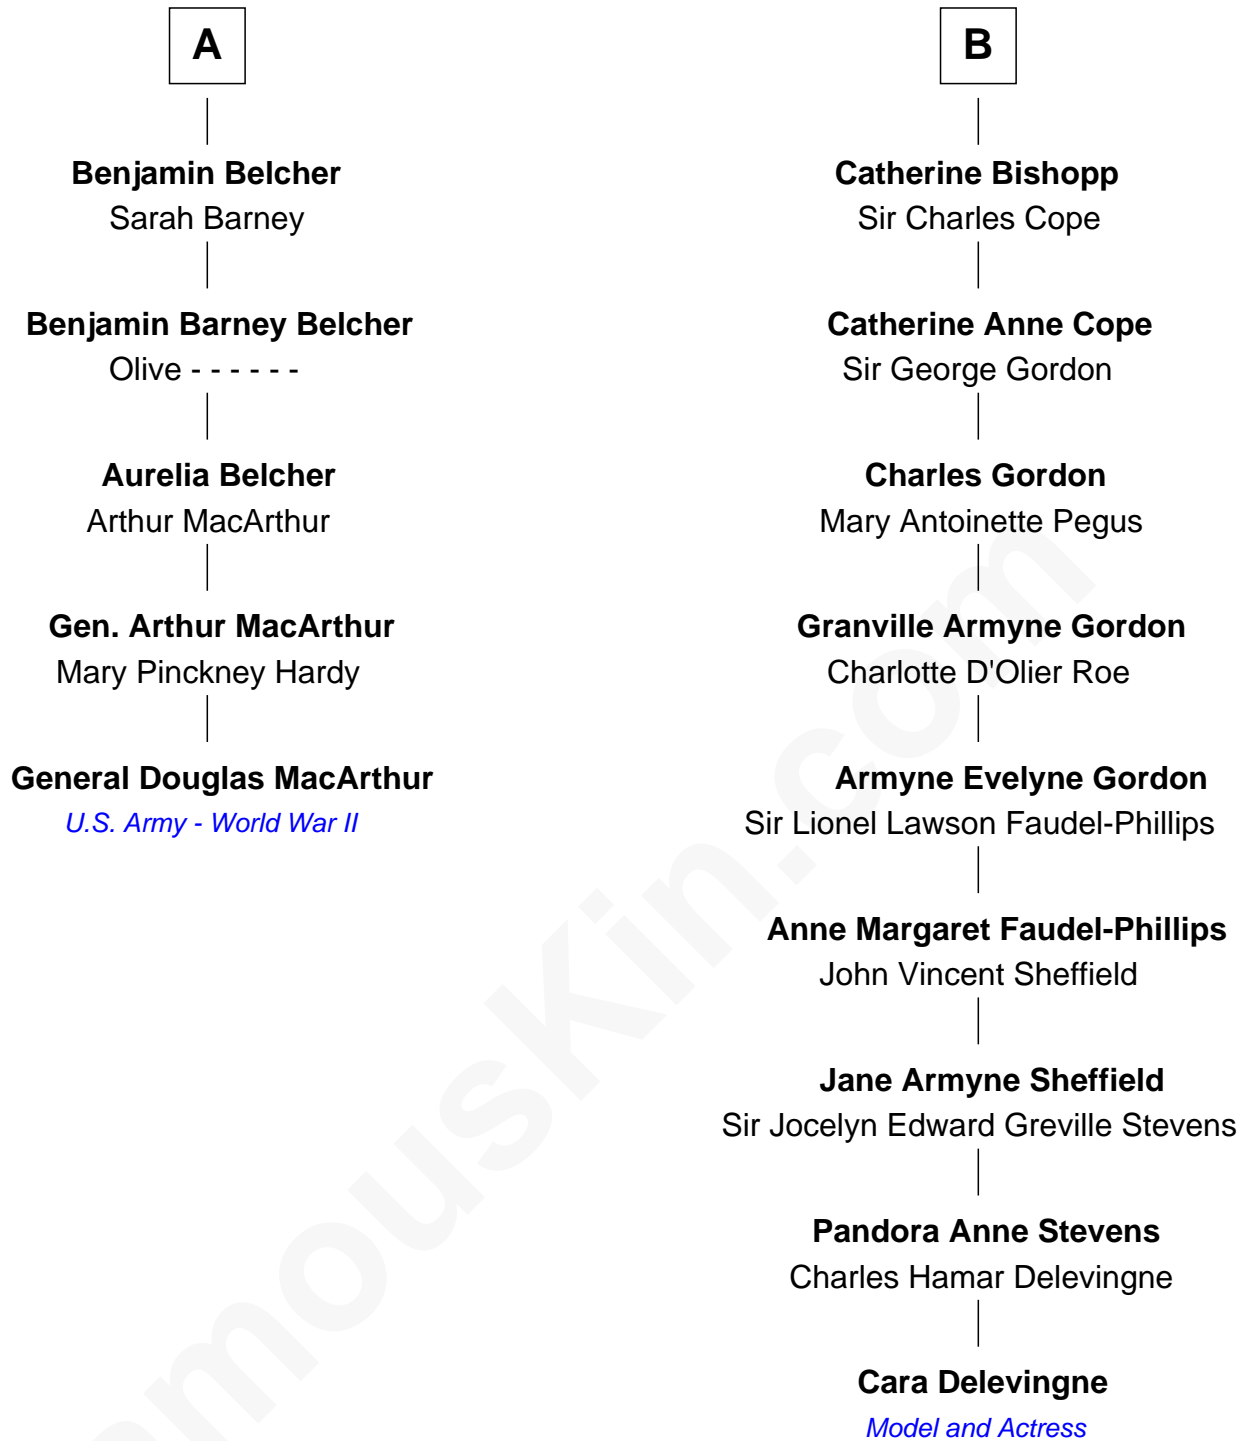 A
Benjamin Belcher
Sarah Barney
Benjamin Barney Belcher
Olive - - - - - -
Aurelia Belcher
Arthur MacArthur
Gen. Arthur MacArthur
Mary Pinckney Hardy
General Douglas MacArthur
U.S. Army - World War II
B
Catherine Bishopp
Sir Charles Cope
Catherine Anne Cope
Sir George Gordon
Charles Gordon
Mary Antoinette Pegus
Granville Armyne Gordon
Charlotte D'Olier Roe
Armyne Evelyne Gordon
Sir Lionel Lawson Faudel-Phillips
Anne Margaret Faudel-Phillips
John Vincent Sheffield
Jane Armyne Sheffield
Sir Jocelyn Edward Greville Stevens
Pandora Anne Stevens
Charles Hamar Delevingne
Cara Delevingne
Model and Actress
amouskin.com